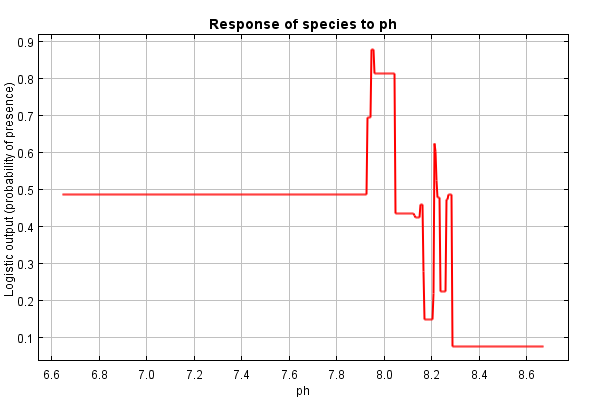 Response of species to ph
Logistic output (probability of presence)
0.9
0.8
0.7
0.6
0.5
0.4
0.3
0.2
0.1
6.6 6.8 7.0 7.2 7.4 7.6 7.8 8.0 8.2 8.4 8.6
ph